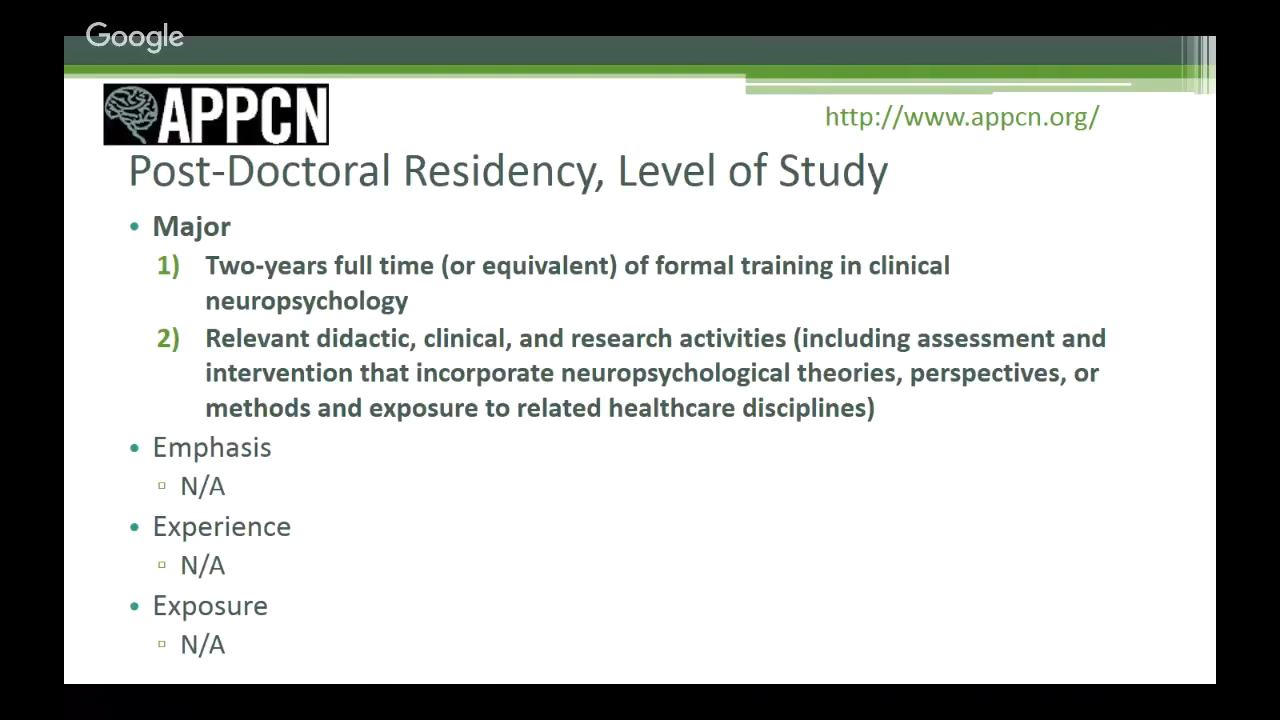 Google
APPCN
http://www.appcn.org/
Post-Doctoral Residency, Level of Study
• Major
1) Two-years full time (or equivalent) of formal training in clinical
neuropsychology
2) Relevant didactic, clinical, and research activities (including assessment and
intervention that incorporate neuropsychological theories, perspectives, or
methods and exposure to related healthcare disciplines)
• Emphasis
▫ N/A
• Experience
▫ N/A
• Exposure
▫ N/A